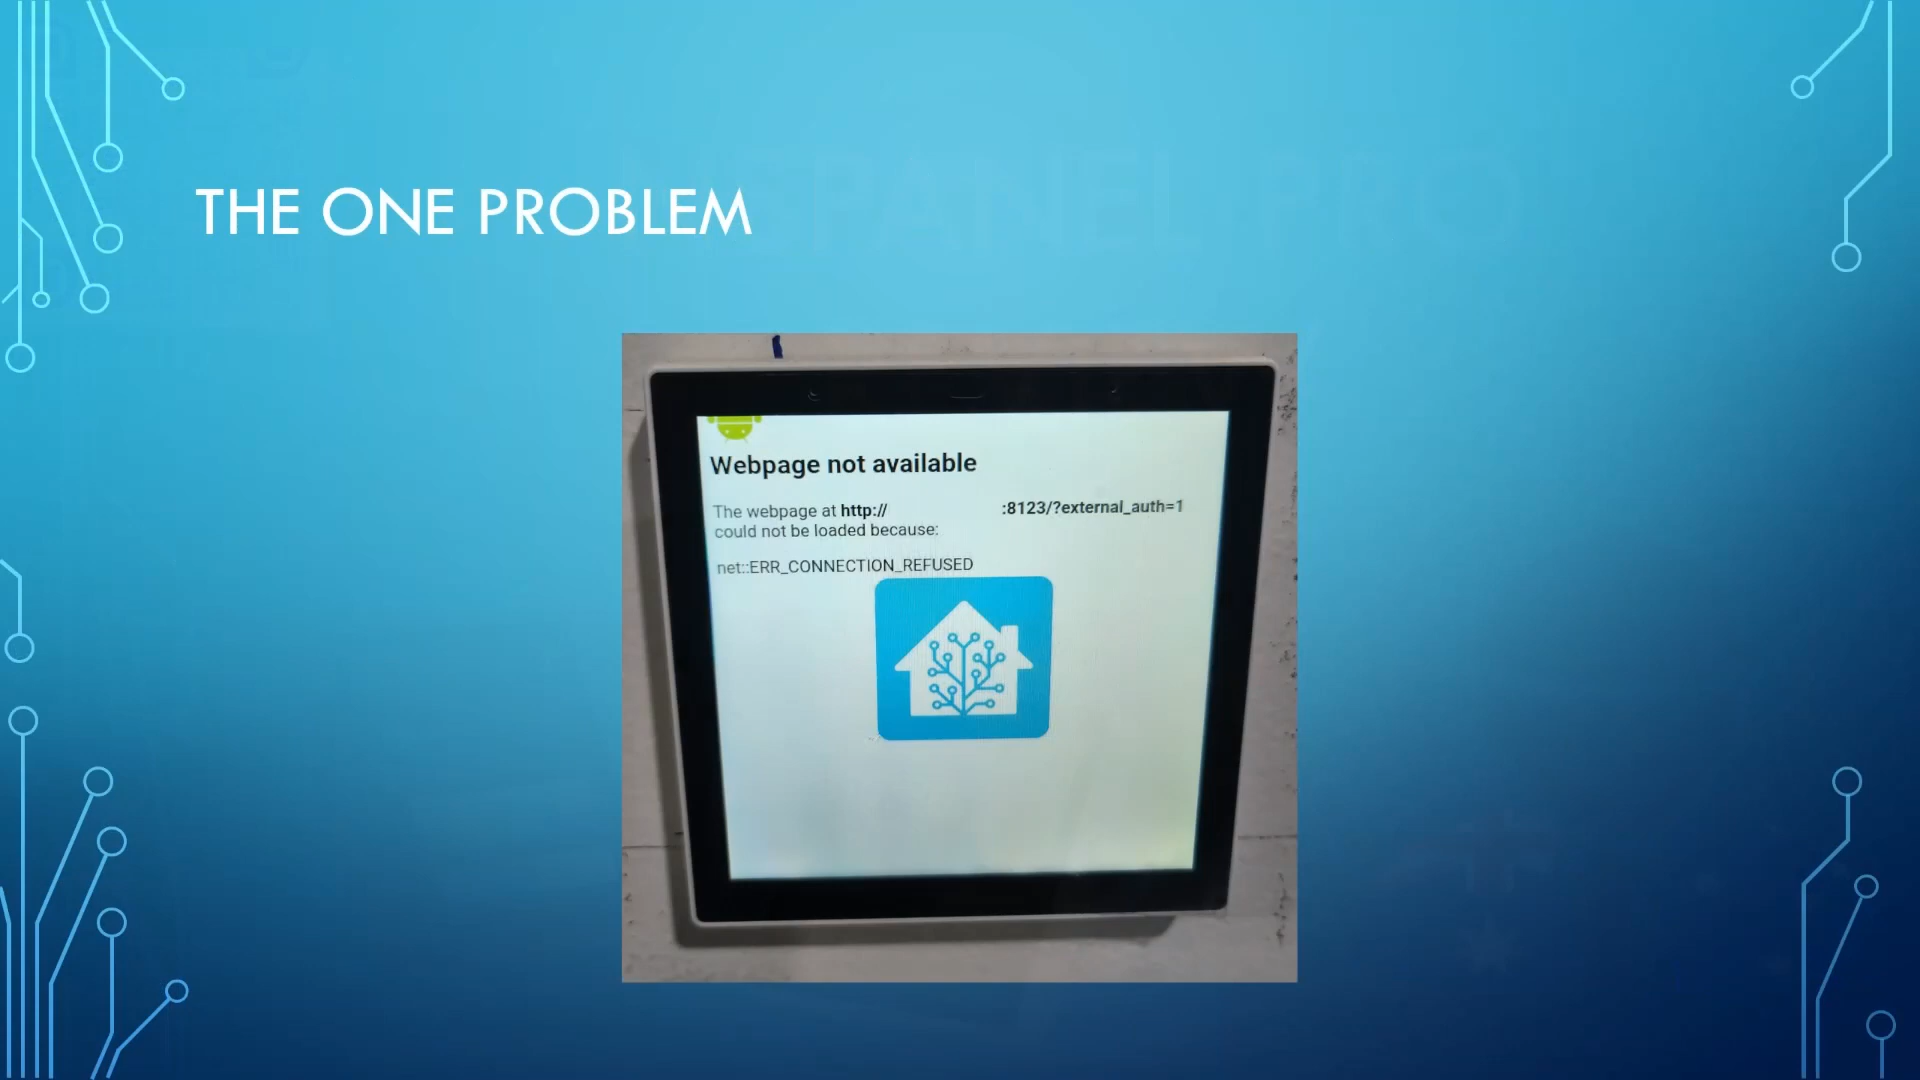 THE ONE PROBLEM
Webpage not available
The webpage at http:// :8123/?external_auth=1
could not be loaded because:
net::ERR_CONNECTION_REFUSED